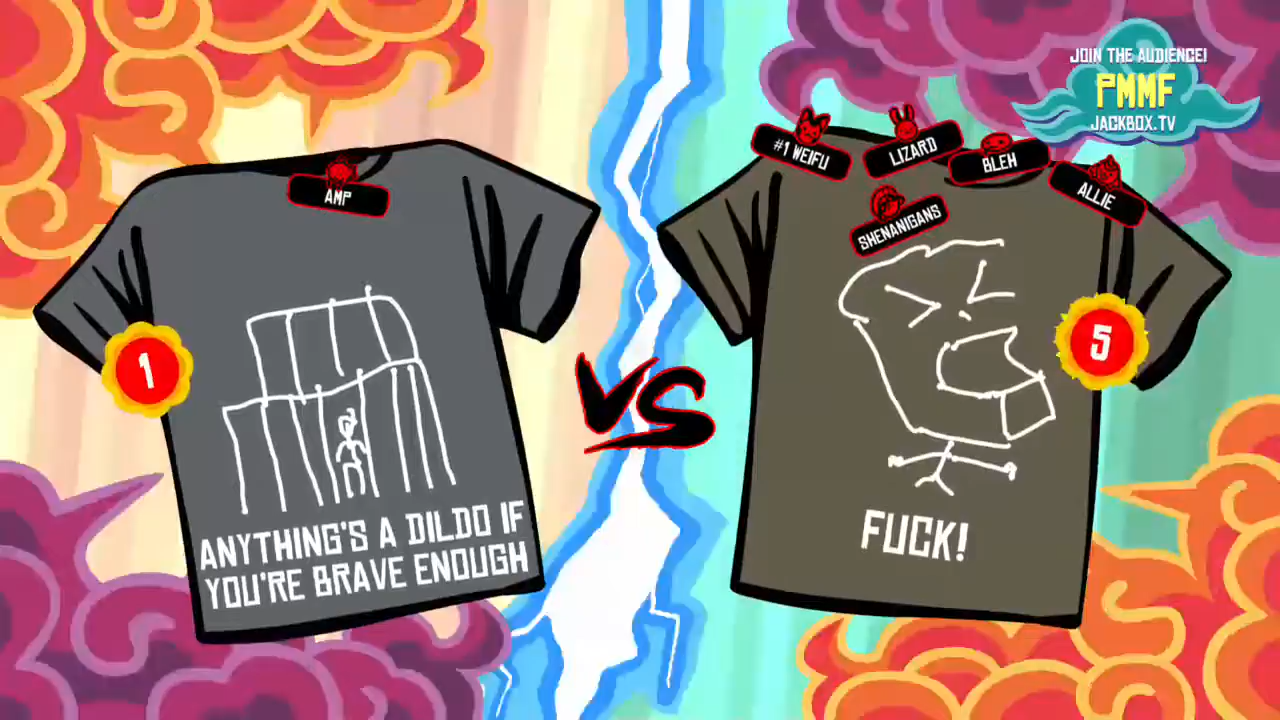 JOIN THE AUDIENCE!
PMMF
JACKBOX.TV
AMP
#1 WEIFU
LIZARD
BLEH
ALLIE
SHENANIGANS
1
VS
5
ANYTHING'S A DILDO IF
YOU'RE BRAVE ENOUGH
FUCK!